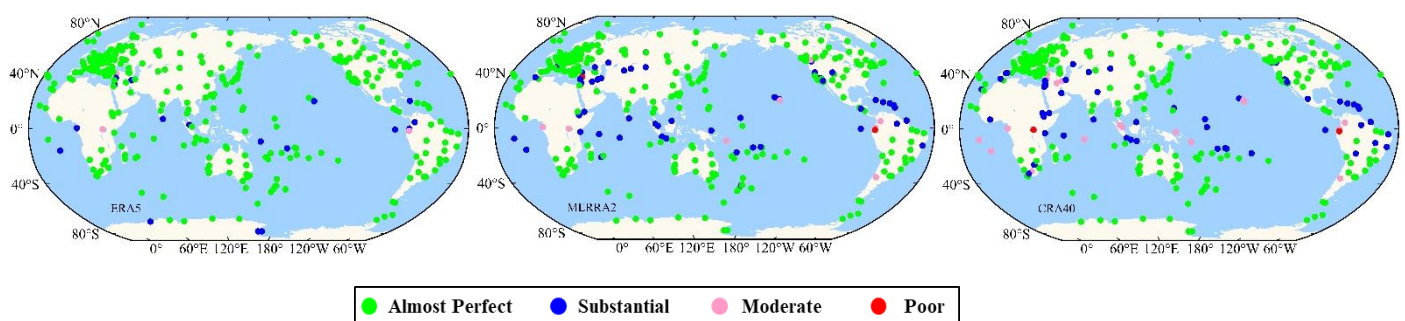 80°N 80°N 80°N
40°N 40°N 40°N
0° 0° 0°
40°S 40°S 40°S
ERA5 MERRA2 CRA40
80°S 80°S 80°S
0° 60°E 120°E 180° 120°W 60°W 0° 60°E 120°E 180° 120°W 60°W 0° 60°E 120°E 180° 120°W 60°W
Almost Perfect Substantial Moderate Poor